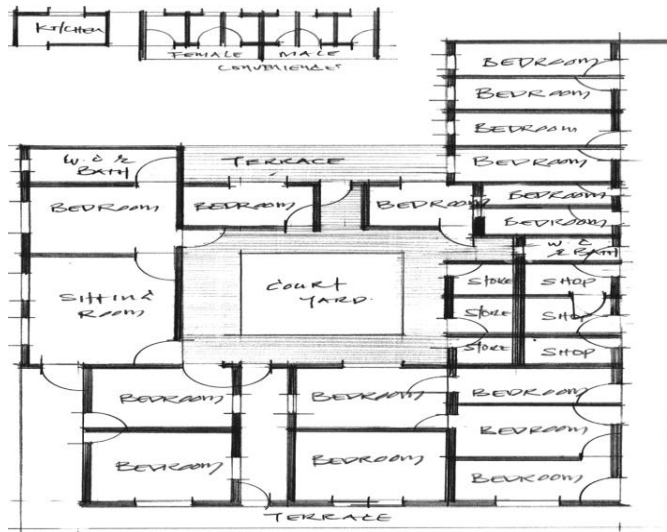 KITCHEN
FEMALE MALE
CONVENIENCES
BEDROOM
BEDROOM
BEDROOM
BEDROOM
W.C &
BATH
TERRACE
BEDROOM
BEDROOM
BEDROOM
BEDROOM
BEDROOM
W.C
& BATH
SITTING
ROOM
COURT
YARD.
STORE SHOP
STORE SHOP
STORE SHOP
BEDROOM
BEDROOM
BEDROOM
BEDROOM
BEDROOM
BEDROOM
BEDROOM
TERRACE